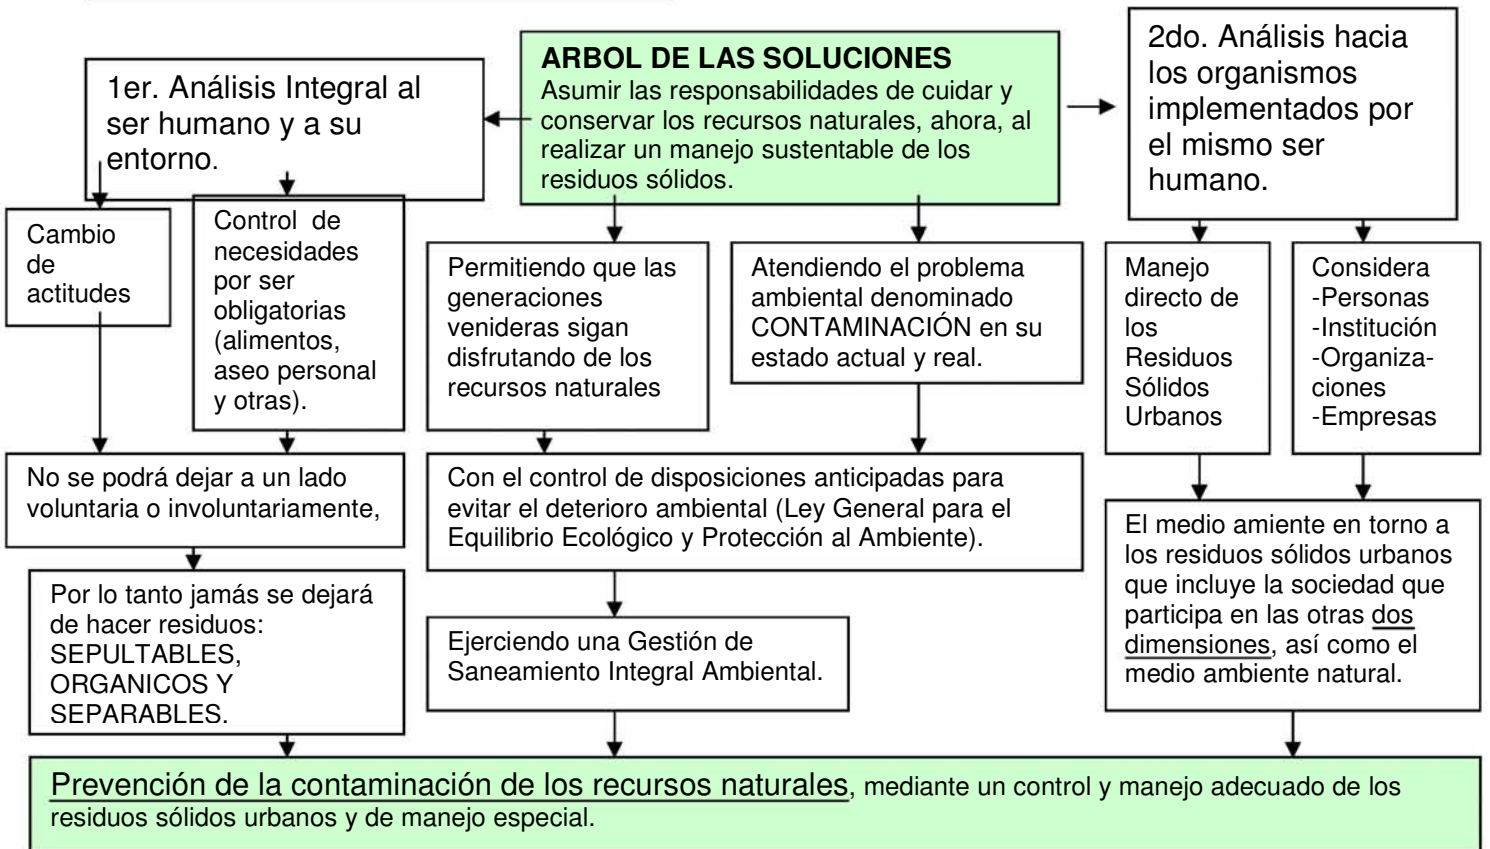 1er. Análisis Integral al
ser humano y a su
entorno.
ARBOL DE LAS SOLUCIONES
Asumir las responsabilidades de cuidar y
conservar los recursos naturales, ahora, al
realizar un manejo sustentable de los
residuos sólidos.
2do. Análisis hacia
los organismos
implementados por
el mismo ser
humano.
Cambio
de
actitudes
Control de
necesidades
por ser
obligatorias
(alimentos,
aseo personal
y otras).
Permitiendo que las
generaciones
venideras sigan
disfrutando de los
recursos naturales
Atendiendo el problema
ambiental denominado
CONTAMINACIÓN en su
estado actual y real.
Manejo
directo de
los
Residuos
Sólidos
Urbanos
Considera
-Personas
-Institución
-Organiza-
ciones
-Empresas
No se podrá dejar a un lado
voluntaria o involuntariamente,
Con el control de disposiciones anticipadas para
evitar el deterioro ambiental (Ley General para el
Equilibrio Ecológico y Protección al Ambiente).
El medio amiente en torno a
los residuos sólidos urbanos
que incluye la sociedad que
participa en las otras dos
dimensiones, así como el
medio ambiente natural.
Por lo tanto jamás se dejará
de hacer residuos:
SEPULTABLES,
ORGANICOS Y
SEPARABLES.
Ejerciendo una Gestión de
Saneamiento Integral Ambiental.
Prevención de la contaminación de los recursos naturales, mediante un control y manejo adecuado de los
residuos sólidos urbanos y de manejo especial.